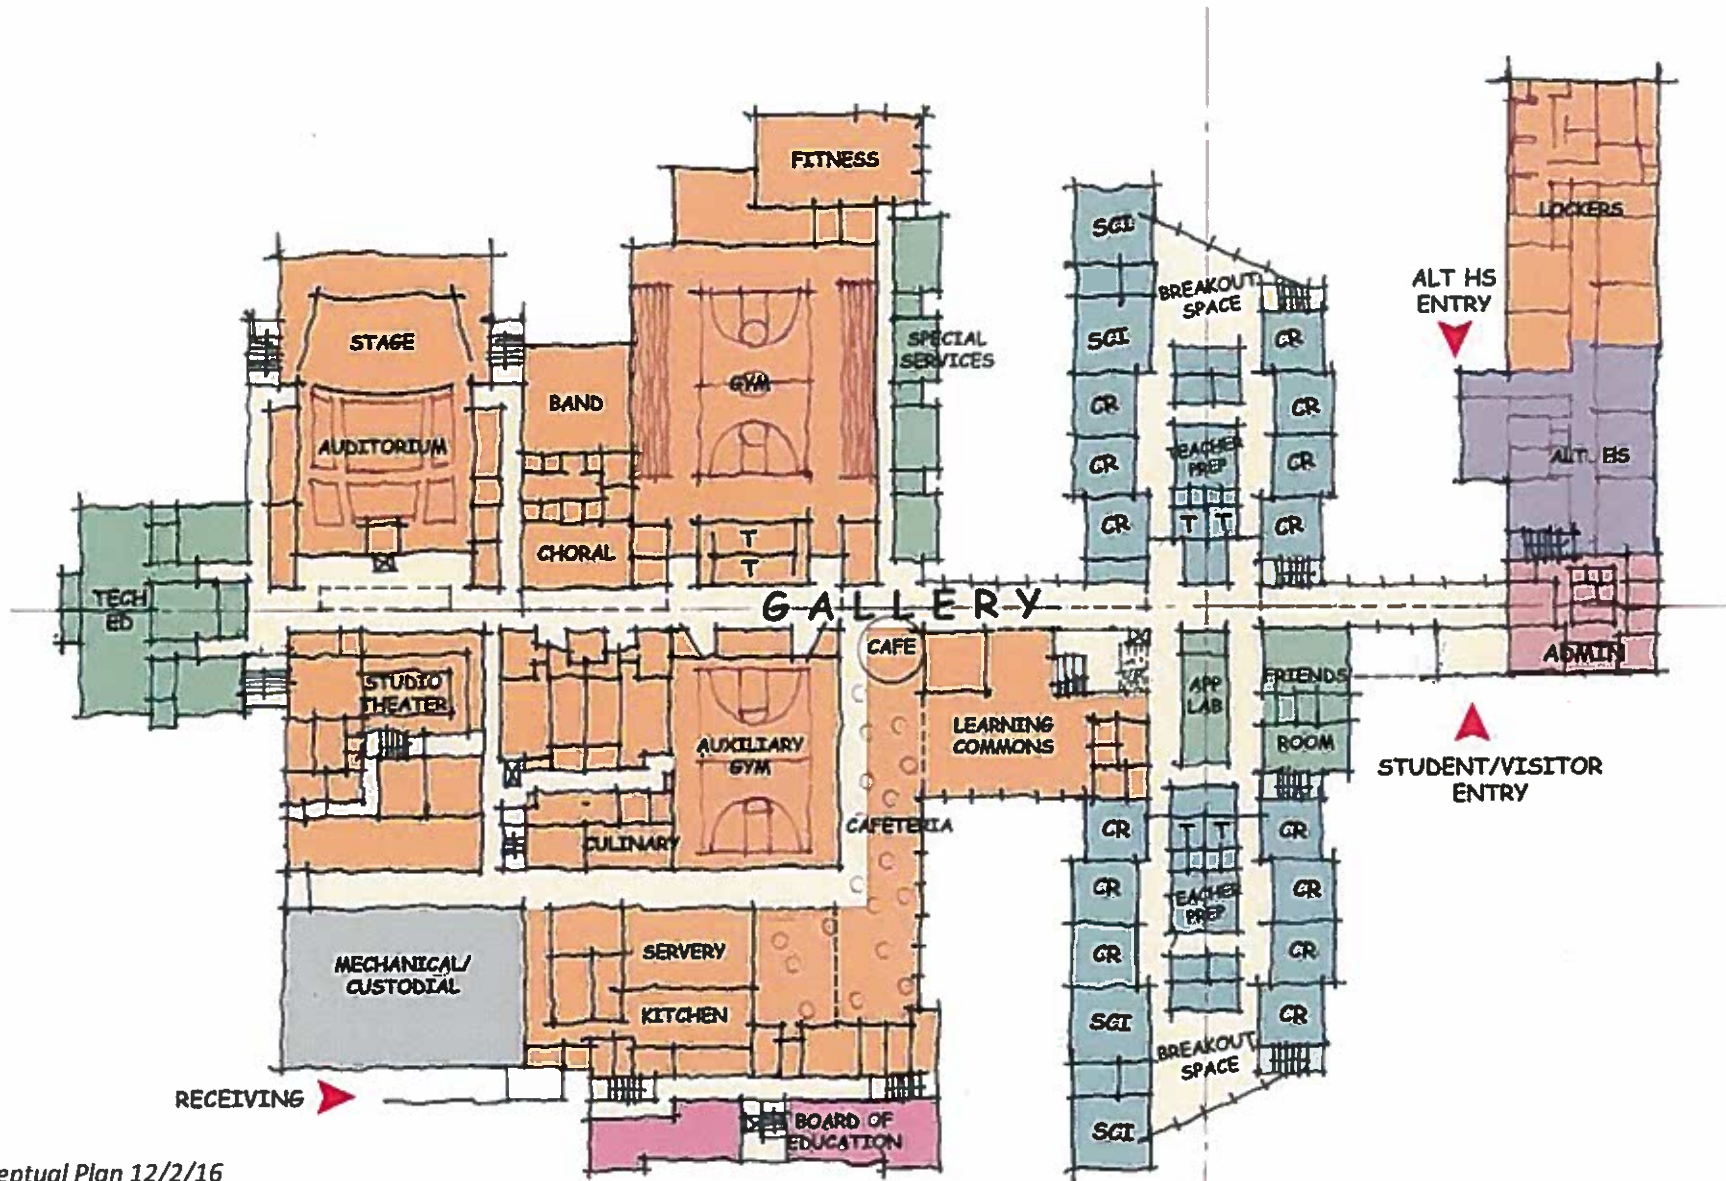 FITNESS
SCI
LOCKERS
BREAKOUT
SPACE
ALT HS
ENTRY
STAGE
SCI
CR
SPECIAL
SERVICES
GYM
BAND
CR
CR
AUDITORIUM
TEACHER
PREP
CR
CR
ALT. HS
CR
T T
CR
CHORAL
T
T
GALLERY
TECH
ED
CAFE
ADMIN
STUDIO
THEATER
APP
LAB
FRIENDS
ROOM
LEARNING
COMMONS
AUXILIARY
GYM
STUDENT/VISITOR
ENTRY
CAFETERIA
CULINARY
CR
T T
CR
CR
TEACHER
PREP
CR
CR
CR
SERVERY
MECHANICAL/
CUSTODIAL
KITCHEN
SCI
CR
BREAKOUT
SPACE
RECEIVING
BOARD OF
EDUCATION
SCI
eptual Plan 12/2/16